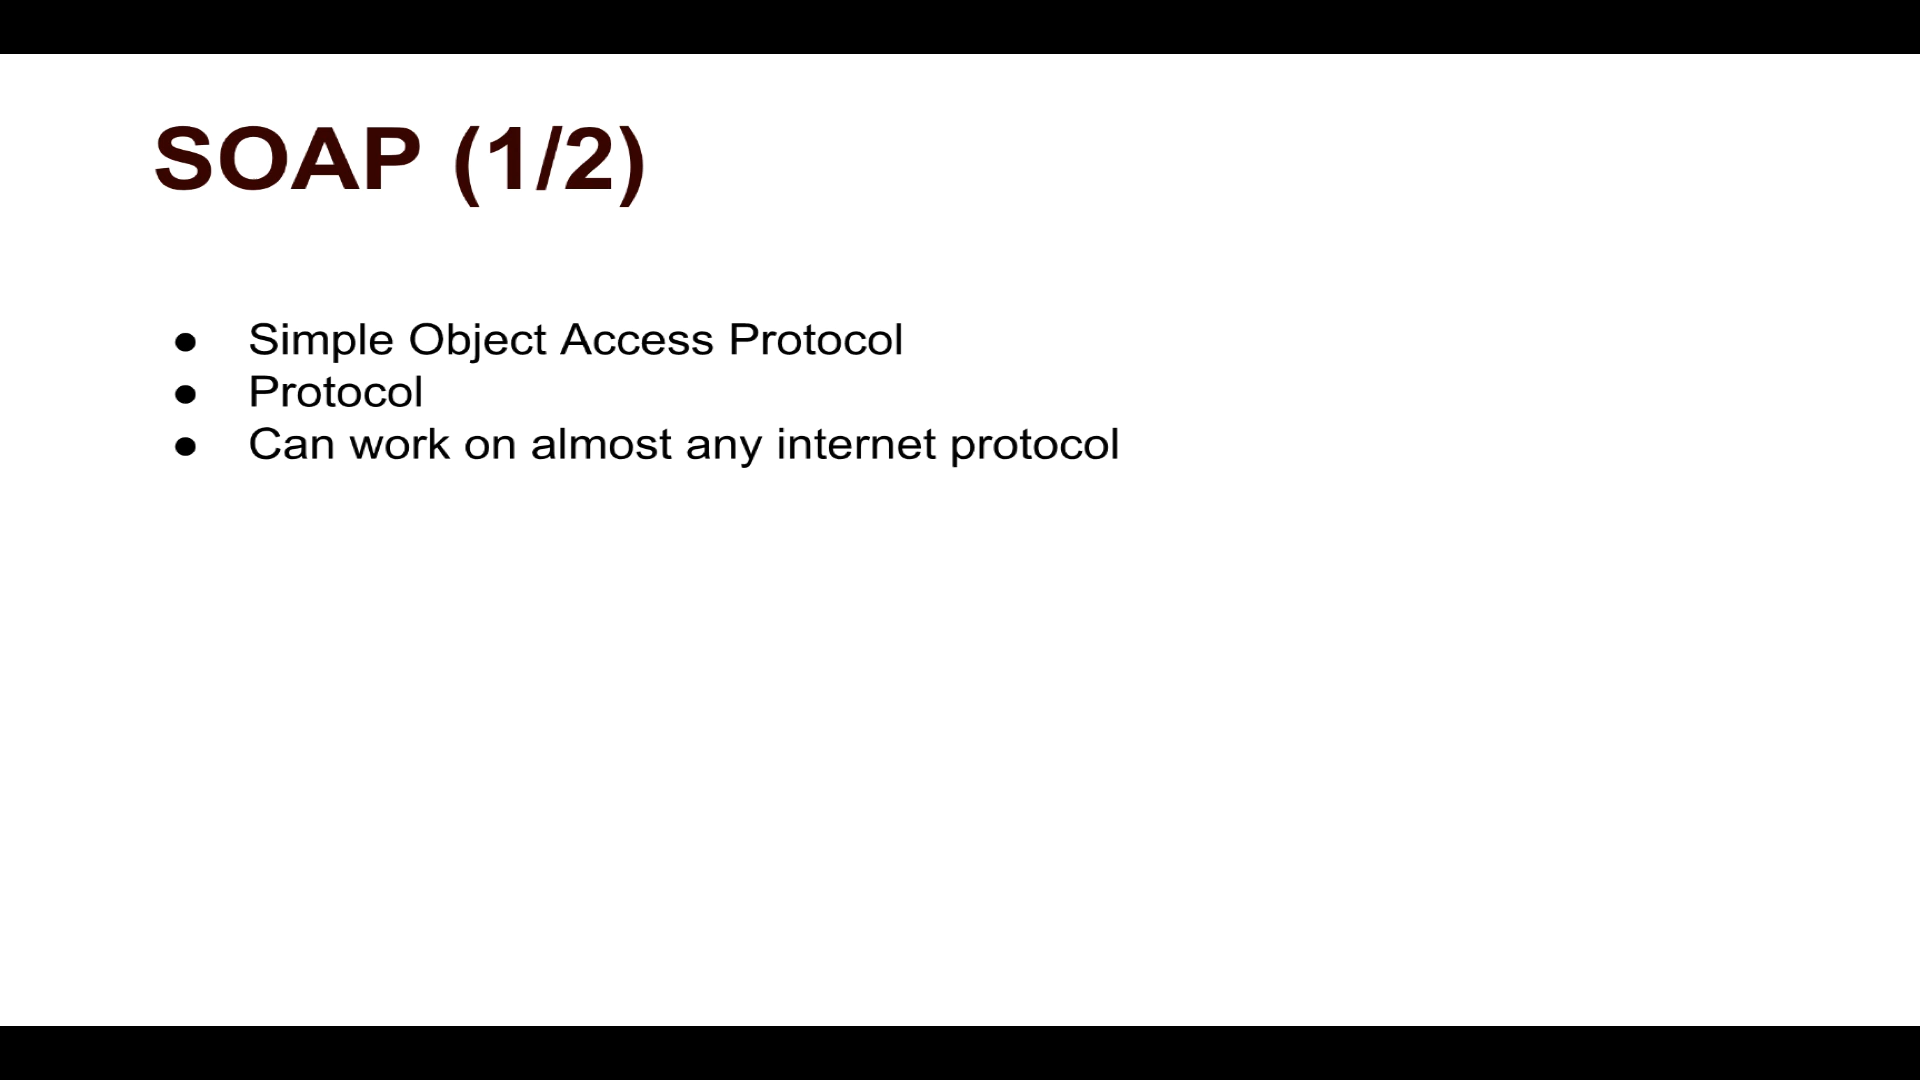 SOAP (1/2)
● Simple Object Access Protocol
● Protocol
● Can work on almost any internet protocol